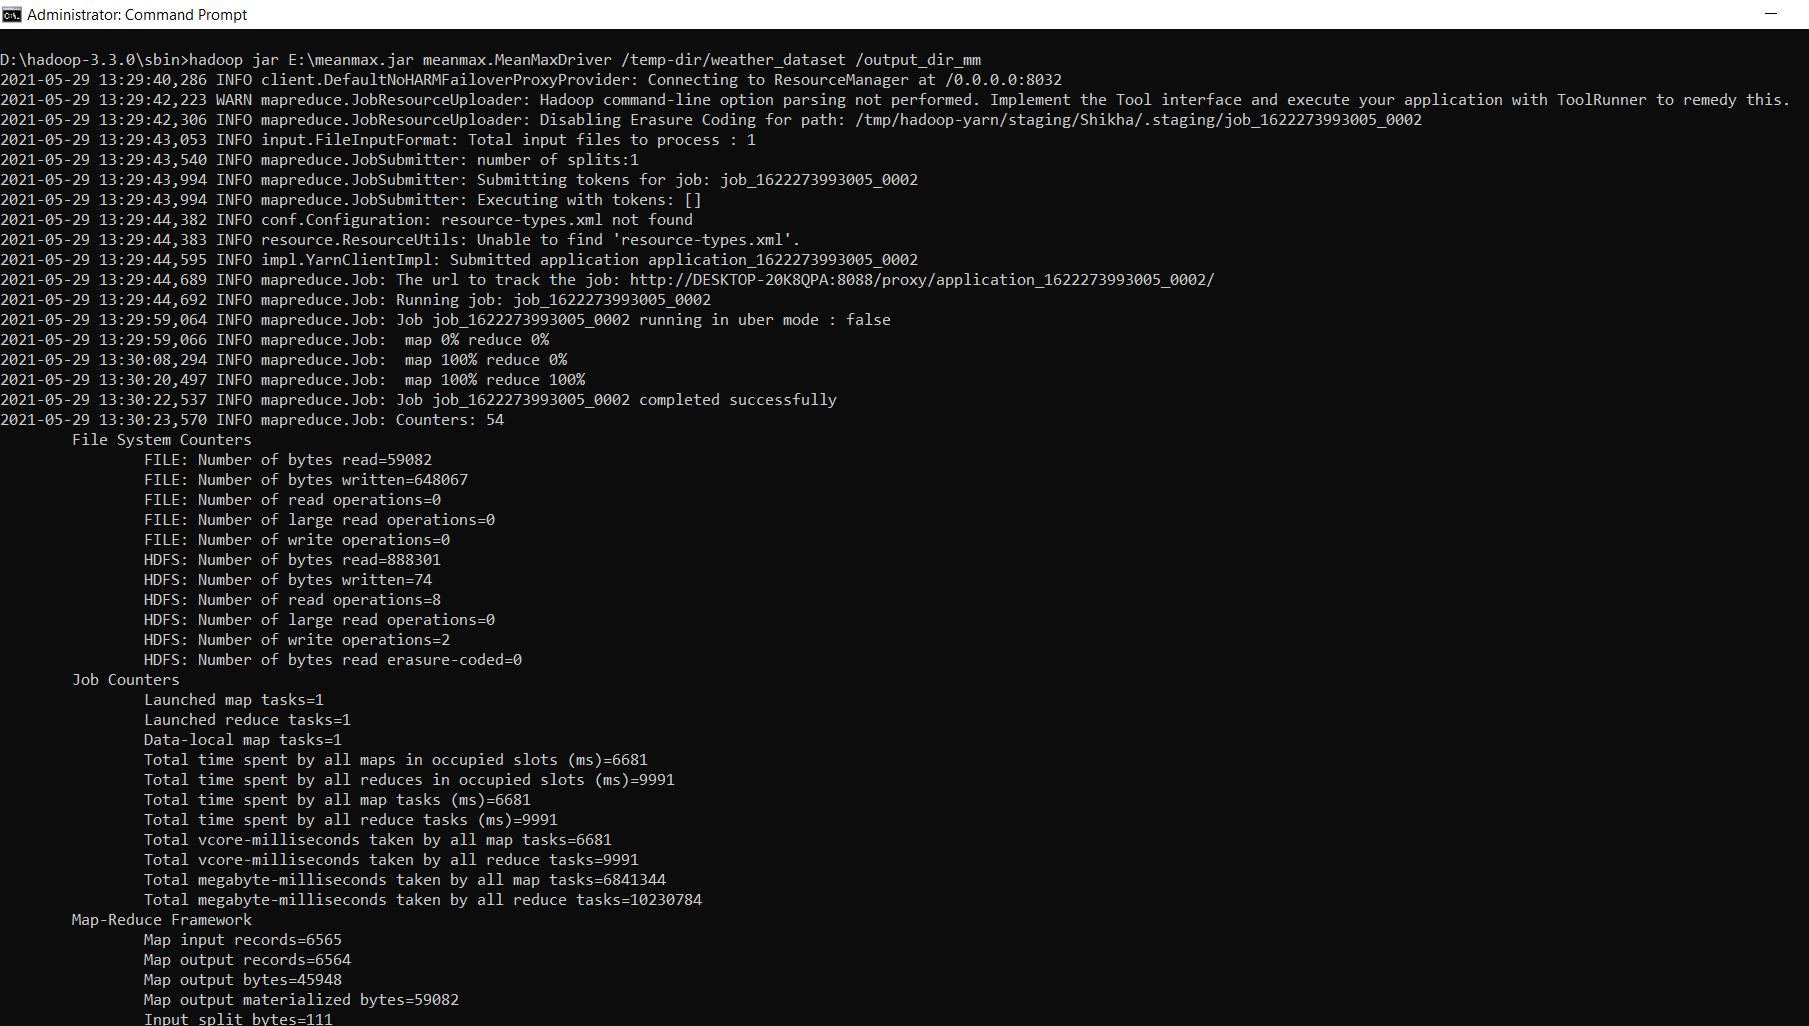 Administrator: Command Prompt
D:\hadoop-3.3.0\sbin>hadoop jar E:\meanmax.jar meanmax.MeanMaxDriver /temp-dir/weather_dataset /output_dir_mm
2021-05-29 13:29:40,286 INFO client.DefaultNoHARMFailoverProxyProvider: Connecting to ResourceManager at /0.0.0.0:8032
2021-05-29 13:29:42,223 WARN mapreduce.JobResourceUploader: Hadoop command-line option parsing not performed. Implement the Tool interface and execute your application with ToolRunner to remedy this.
2021-05-29 13:29:42,306 INFO mapreduce.JobResourceUploader: Disabling Erasure Coding for path: /tmp/hadoop-yarn/staging/Shikha/.staging/job_1622273993005_0002
2021-05-29 13:29:43,053 INFO input.FileInputFormat: Total input files to process : 1
2021-05-29 13:29:43,540 INFO mapreduce.JobSubmitter: number of splits:1
2021-05-29 13:29:43,994 INFO mapreduce.JobSubmitter: Submitting tokens for job: job_1622273993005_0002
2021-05-29 13:29:43,994 INFO mapreduce.JobSubmitter: Executing with tokens: []
2021-05-29 13:29:44,382 INFO conf.Configuration: resource-types.xml not found
2021-05-29 13:29:44,383 INFO resource.ResourceUtils: Unable to find 'resource-types.xml'.
2021-05-29 13:29:44,595 INFO impl.YarnClientImpl: Submitted application application_1622273993005_0002
2021-05-29 13:29:44,689 INFO mapreduce.Job: The url to track the job: http://DESKTOP-20K8QPA:8088/proxy/application_1622273993005_0002/
2021-05-29 13:29:44,692 INFO mapreduce.Job: Running job: job_1622273993005_0002
2021-05-29 13:29:59,064 INFO mapreduce.Job: Job job_1622273993005_0002 running in uber mode : false
2021-05-29 13:29:59,066 INFO mapreduce.Job:  map 0% reduce 0%
2021-05-29 13:30:08,294 INFO mapreduce.Job:  map 100% reduce 0%
2021-05-29 13:30:20,497 INFO mapreduce.Job:  map 100% reduce 100%
2021-05-29 13:30:22,537 INFO mapreduce.Job: Job job_1622273993005_0002 completed successfully
2021-05-29 13:30:23,570 INFO mapreduce.Job: Counters: 54
File System Counters
FILE: Number of bytes read=59082
FILE: Number of bytes written=648067
FILE: Number of read operations=0
FILE: Number of large read operations=0
FILE: Number of write operations=0
HDFS: Number of bytes read=888301
HDFS: Number of bytes written=74
HDFS: Number of read operations=8
HDFS: Number of large read operations=0
HDFS: Number of write operations=2
HDFS: Number of bytes read erasure-coded=0
Job Counters
Launched map tasks=1
Launched reduce tasks=1
Data-local map tasks=1
Total time spent by all maps in occupied slots (ms)=6681
Total time spent by all reduces in occupied slots (ms)=9991
Total time spent by all map tasks (ms)=6681
Total time spent by all reduce tasks (ms)=9991
Total vcore-milliseconds taken by all map tasks=6681
Total vcore-milliseconds taken by all reduce tasks=9991
Total megabyte-milliseconds taken by all map tasks=6841344
Total megabyte-milliseconds taken by all reduce tasks=10230784
Map-Reduce Framework
Map input records=6565
Map output records=6564
Map output bytes=45948
Map output materialized bytes=59082
Input split bytes=111